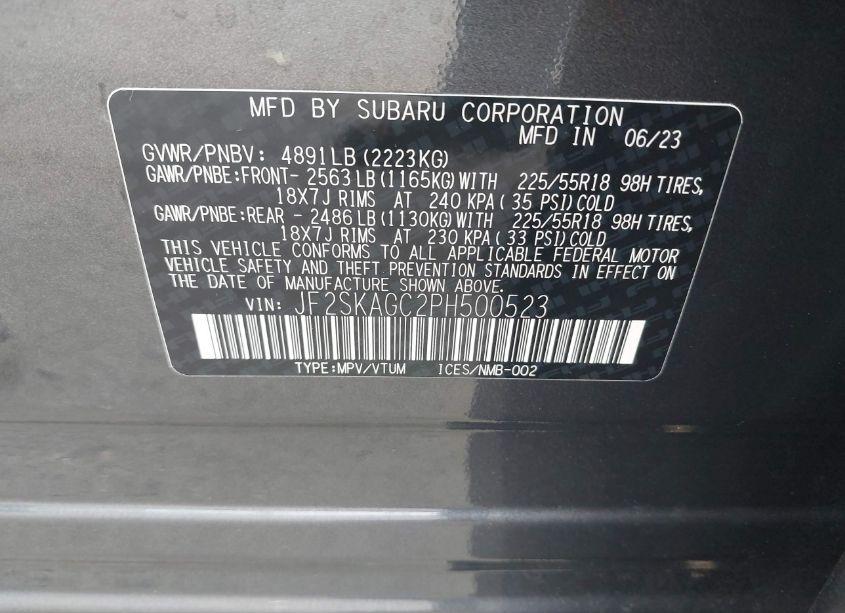 MFD BY SUBARU CORPORATION
MFD IN 06/23
GVWR/PNBV: 4891LB (2223KG)
GAWR/PNBE:FRONT- 2563LB (1165KG)WITH 225/55R18 98H TIRES,
18X7J RIMS AT 240 KPA( 35 PSI)COLD
GAWR/PNBE:REAR - 2486LB (1130KG)WITH 225/55R18 98H TIRES,
18X7J RIMS AT 230 KPA( 33 PSI)COLD
THIS VEHICLE CONFORMS TO ALL APPLICABLE FEDERAL MOTOR
VEHICLE SAFETY AND THEFT PREVENTION STANDARDS IN EFFECT ON
THE DATE OF MANUFACTURE SHOWN ABOVE.
VIN: JF2SKAGC2PH500523
TYPE:MPV/VTUM ICES/NMB-002